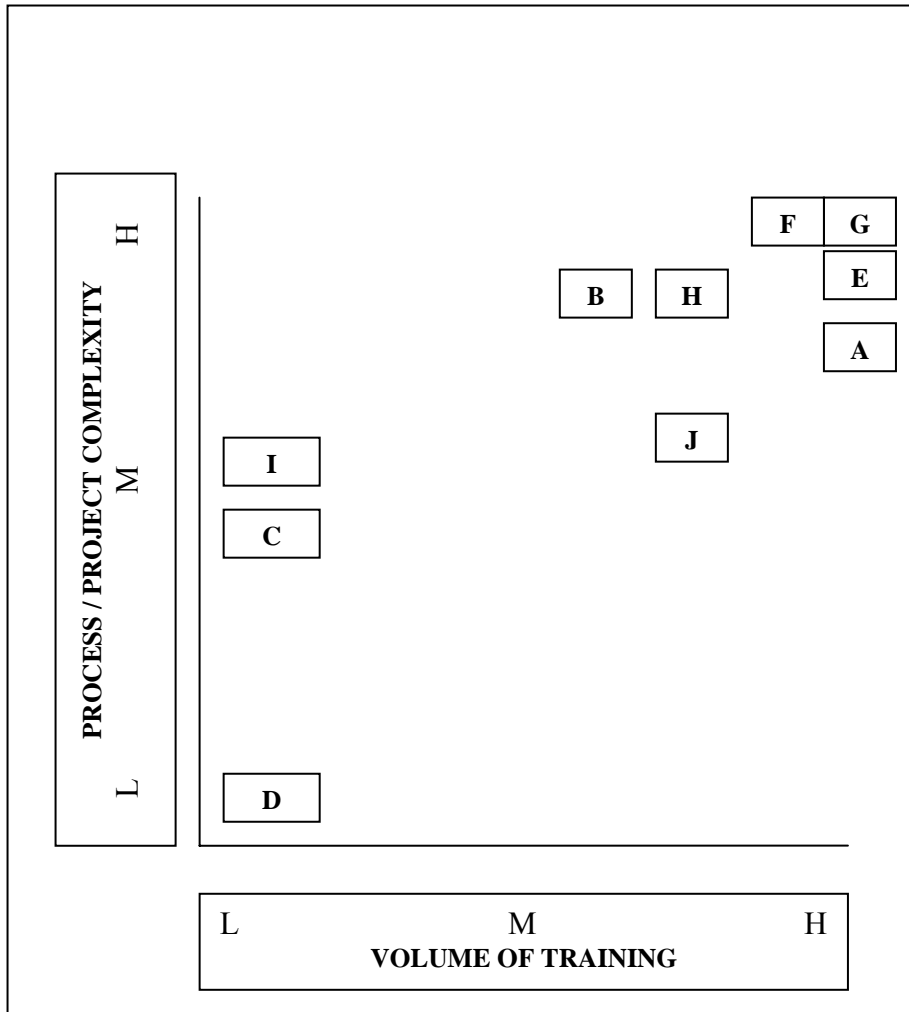 PROCESS / PROJECT COMPLEXITY
H
M
L
F G
E
B H
A
J
I
C
D
L M H
VOLUME OF TRAINING